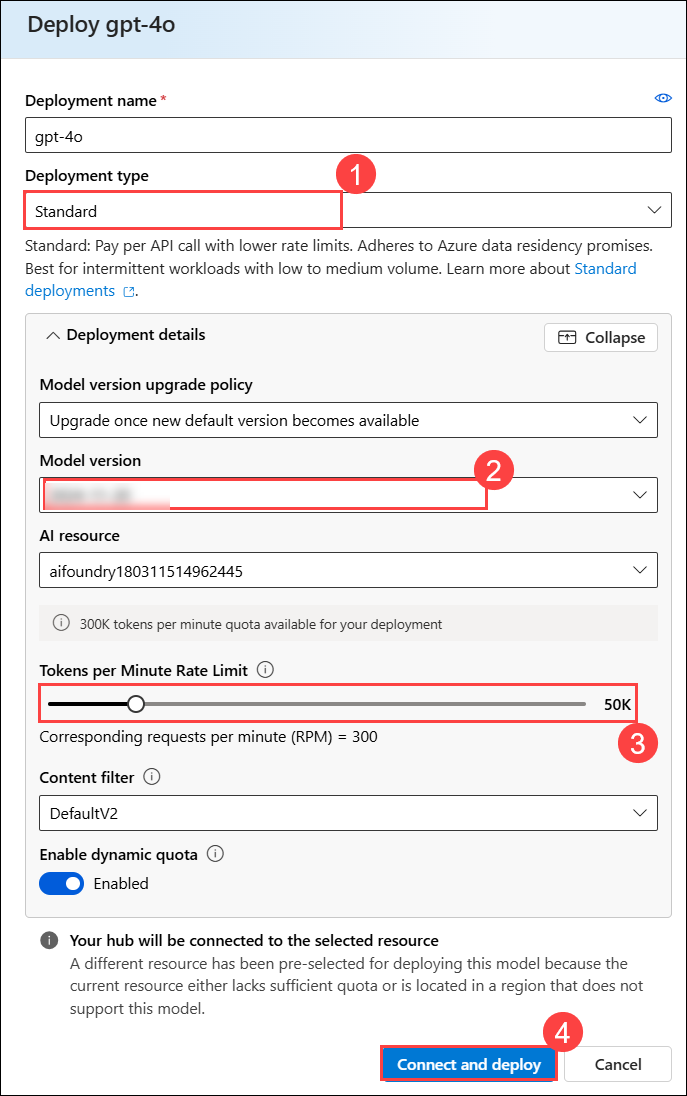 Deploy gpt-4o
Deployment name *
gpt-4o
Deployment type
1
Standard
Standard: Pay per API call with lower rate limits. Adheres to Azure data residency promises.
Best for intermittent workloads with low to medium volume. Learn more about Standard
deployments.
Deployment details
Collapse
Model version upgrade policy
Upgrade once new default version becomes available
Model version
2
AI resource
aifoundry180311514962445
300K tokens per minute quota available for your deployment
Tokens per Minute Rate Limit
50K
3
Corresponding requests per minute (RPM) = 300
Content filter
DefaultV2
Enable dynamic quota
Enabled
Your hub will be connected to the selected resource
A different resource has been pre-selected for deploying this model because the
current resource either lacks sufficient quota or is located in a region that does not
support this model.
4
Connect and deploy
Cancel